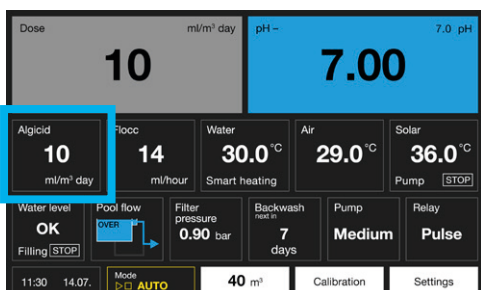 Dose ml/m³ day
10
pH – 7.0 pH
7.00
Algicid
10
ml/m³ day
Flocc
14
ml/hour
Water
30.0 °C
Smart heating
Air
29.0 °C
Solar
36.0 °C
Pump STOP
Water level
OK
Filling STOP
Pool flow
OVER
Filter
pressure
0.90 bar
Backwash
next in
7
days
Pump
Medium
Relay
Pulse
11:30 14.07.
Mode
AUTO
40 m³
Calibration
Settings